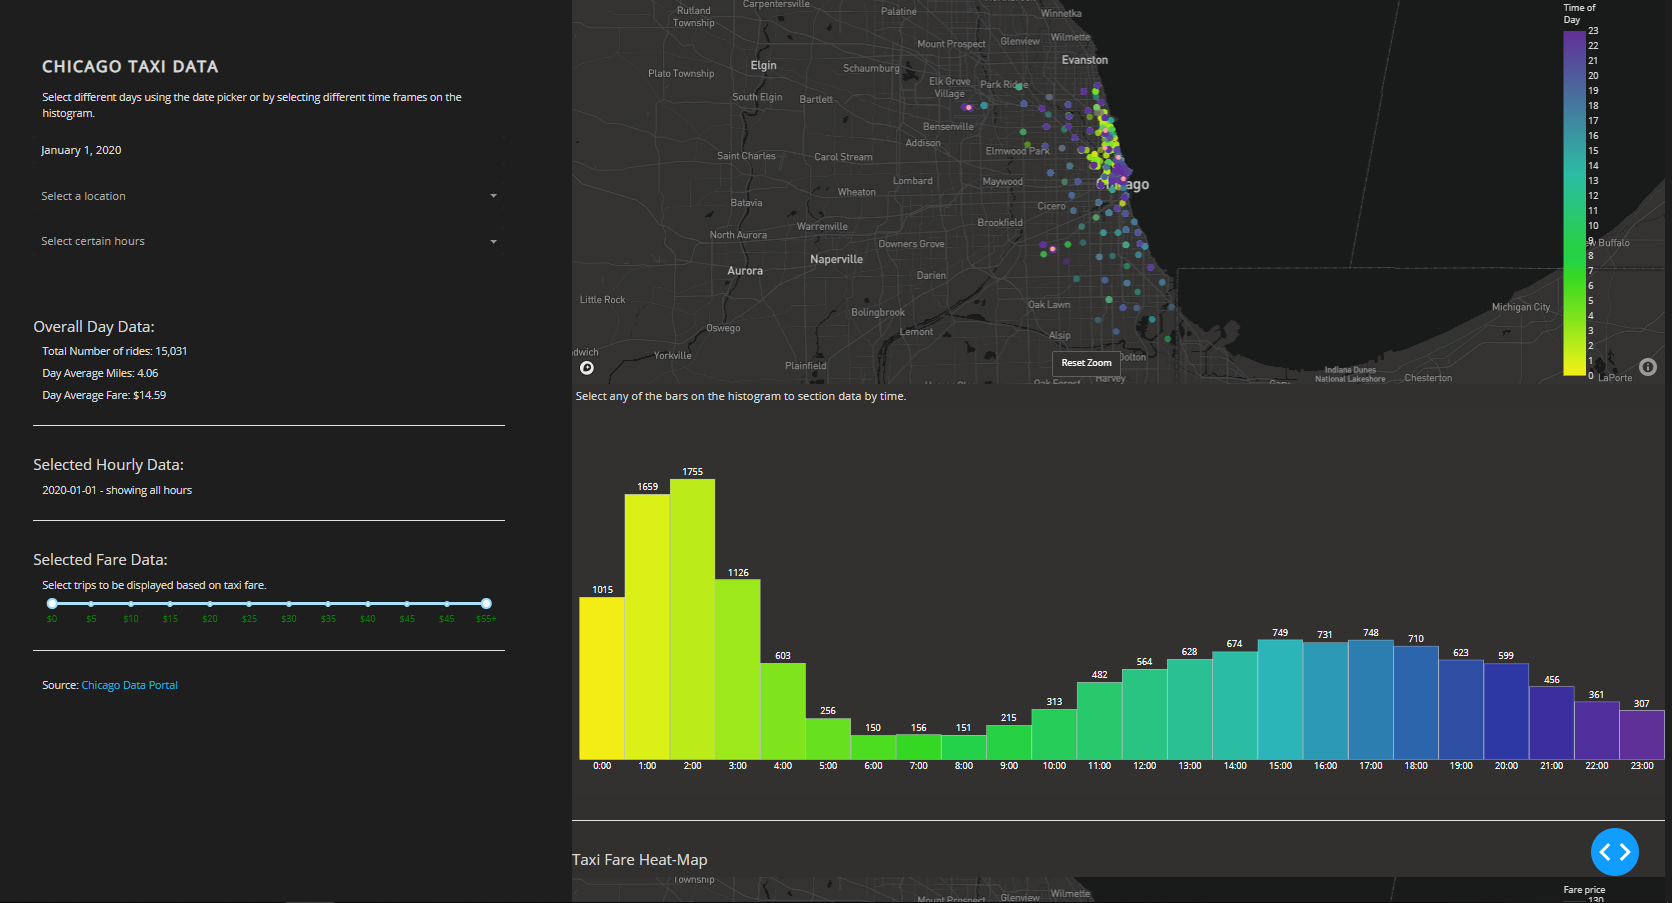 CHICAGO TAXI DATA
Select different days using the date picker or by selecting different time frames on the
histogram.
January 1, 2020
Select a location
Select certain hours
Overall Day Data:
Total Number of rides: 15,031
Day Average Miles: 4.06
Day Average Fare: $14.59
Selected Hourly Data:
2020-01-01 - showing all hours
Selected Fare Data:
Select trips to be displayed based on taxi fare.
$0 $5 $10 $15 $20 $25 $30 $35 $40 $45 $45 $55+
Source: Chicago Data Portal
Carpentersville
Rutland
Township
Palatine
Winnetka
Mount Prospect
Glenview
Wilmette
Elgin
Evanston
Plato Township
Schaumburg
Elk Grove
Village
Park Ridge
South Elgin
Bartlett
Bensenville
Addison
Elmwood Park
Saint Charles
Carol Stream
Lombard
Maywood
Wheaton
Batavia
Cicero
Brookfield
Warrenville
North Aurora
Downers Grove
Naperville
Aurora
Darien
Little Rock
Oak Lawn
Bolingbrook
Oswego
Lemont
Alsip
dwich
Yorkville
Plainfield
Dolton
Oak Forest
Harvey
Reset Zoom
Indiana Dunes
National Lakeshore
Chesterton
Michigan City
LaPorte
Buffalo
Time of
Day
23
22
21
20
19
18
17
16
15
14
13
12
11
10
9
8
7
6
5
4
3
2
1
0
Select any of the bars on the histogram to section data by time.
1015 1659 1755 1126 603 256 150 156 151 215 313 482 564 628 674 749 731 748 710 623 599 456 361 307
0:00 1:00 2:00 3:00 4:00 5:00 6:00 7:00 8:00 9:00 10:00 11:00 12:00 13:00 14:00 15:00 16:00 17:00 18:00 19:00 20:00 21:00 22:00 23:00
Taxi Fare Heat-Map
Township
Mount Prospect
Glenview
Wilmette
Fare price
130